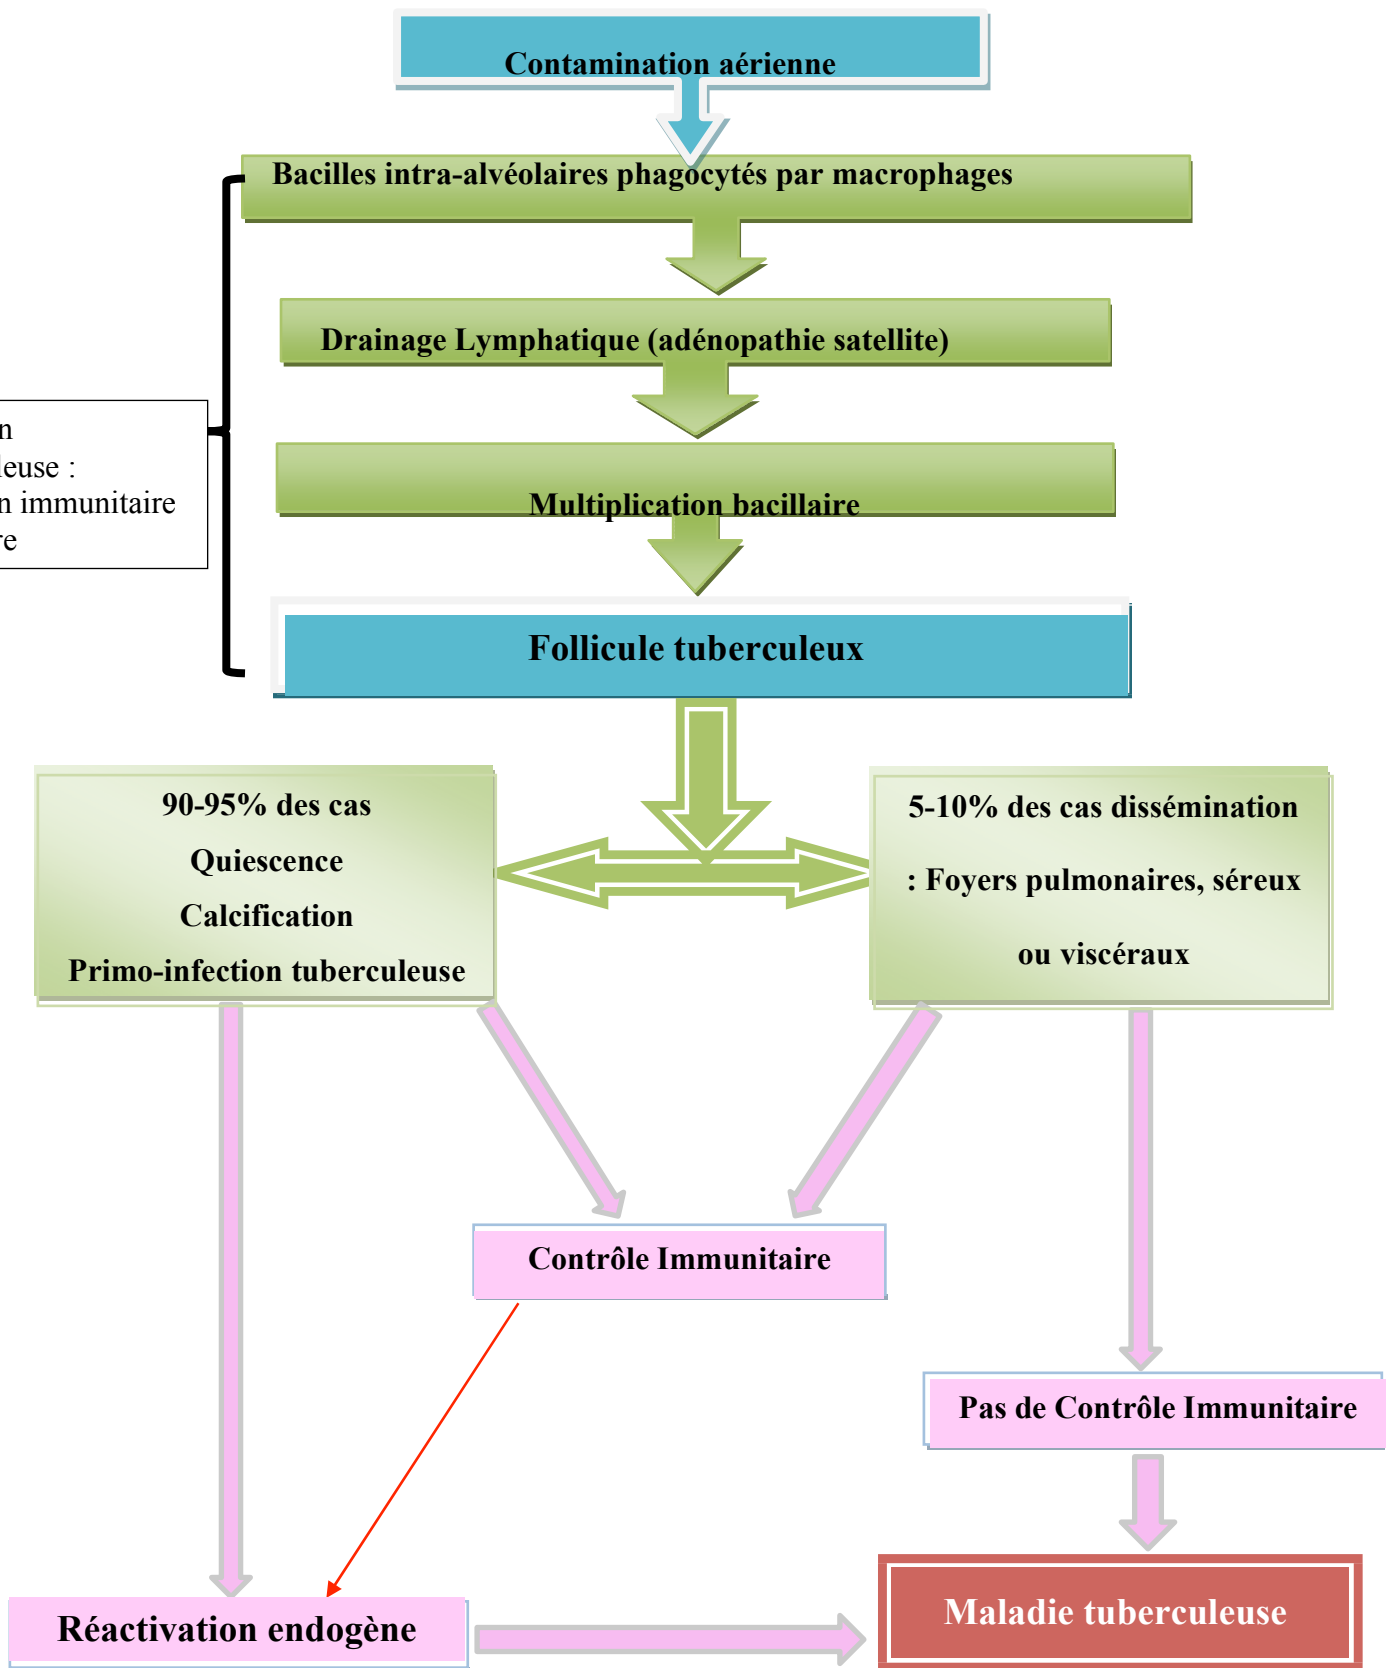 Contamination aérienne
Bacilles intra-alvéolaires phagocytés par macrophages
Drainage Lymphatique (adénopathie satellite)
immunitaire
Multiplication bacillaire
Follicule tuberculeux
90-95% des cas
Quiescence
Calcification
Primo-infection tuberculeuse
5-10% des cas dissémination
: Foyers pulmonaires, séreux
ou viscéraux
Contrôle Immunitaire
Pas de Contrôle Immunitaire
Réactivation endogène
Maladie tuberculeuse